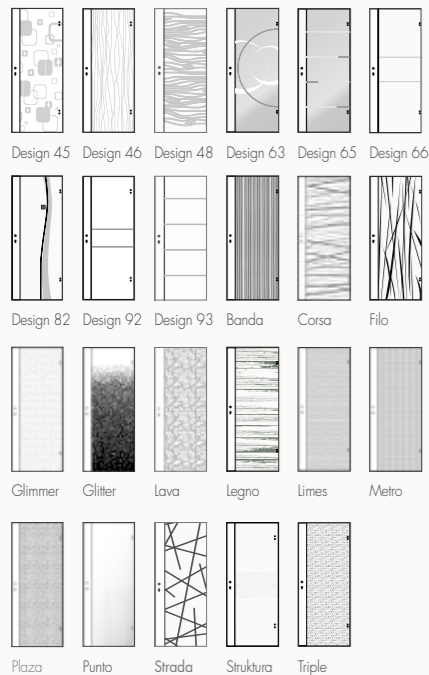 Design 45 Design 46 Design 48 Design 63 Design 65 Design 66
Design 82 Design 92 Design 93 Banda Corsa Filo
Glimmer Glitter Lava Legno Limes Metro
Plaza Punto Strada Struktura Triple